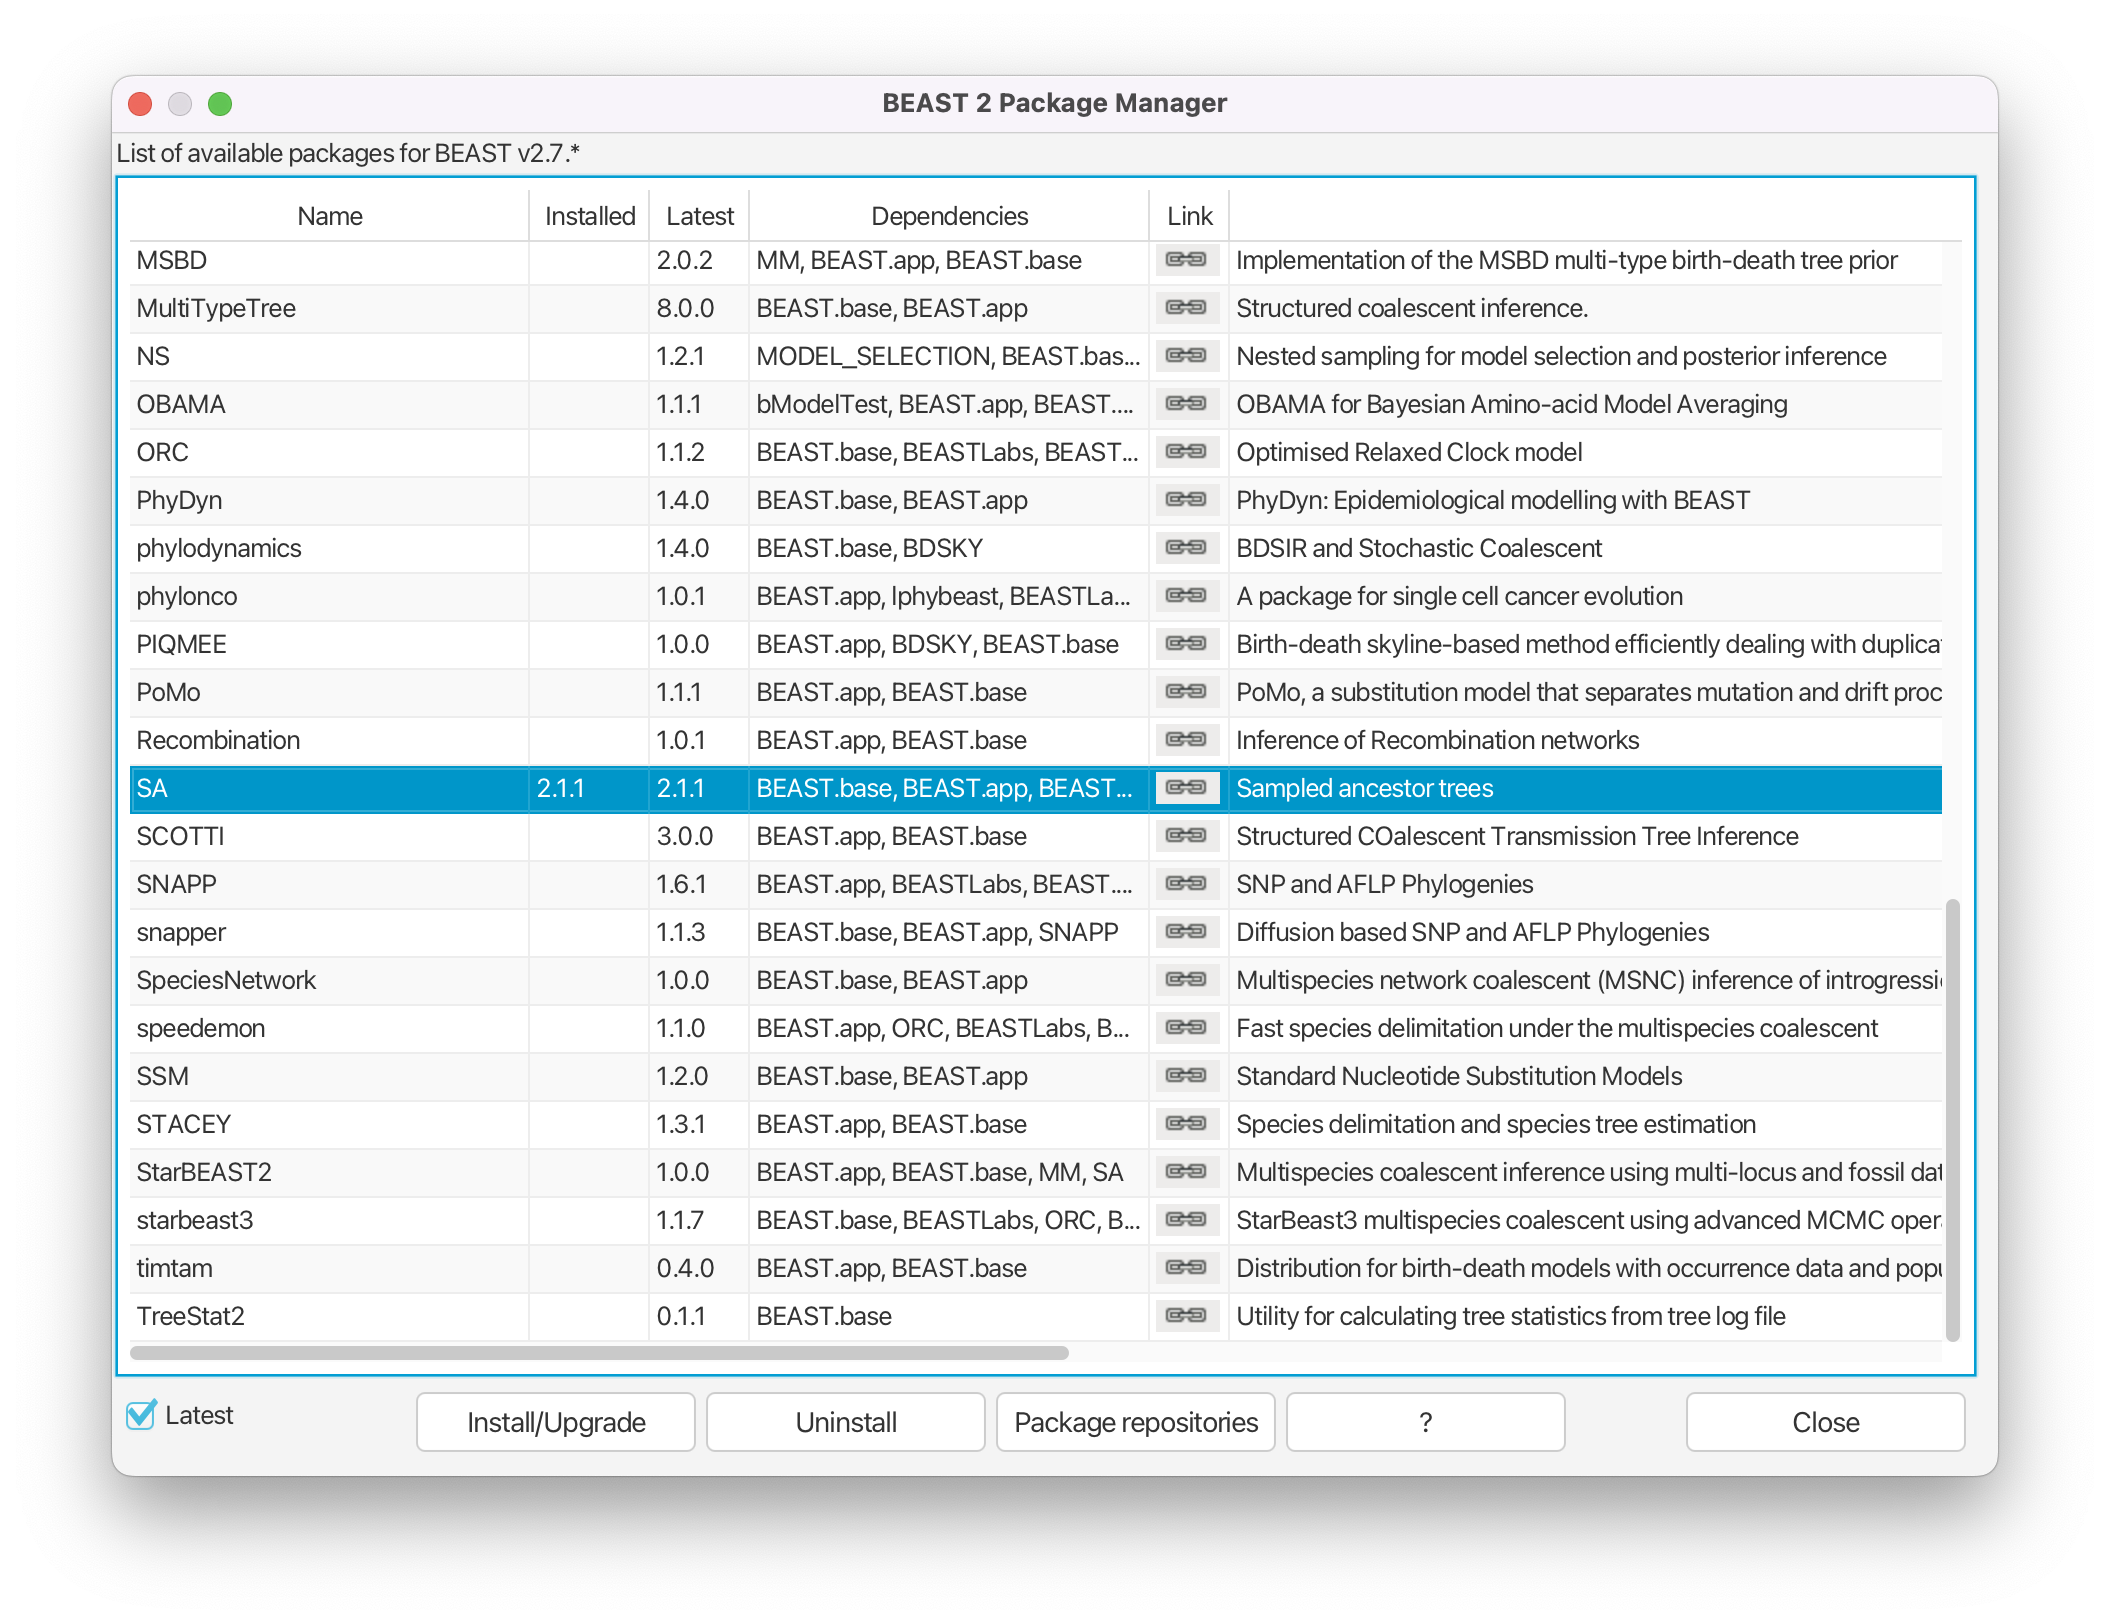 BEAST 2 Package Manager
List of available packages for BEAST v2.7.*
Name Installed Latest Dependencies Link
MSBD 2.0.2 MM, BEAST.app, BEAST.base Implementation of the MSBD multi-type birth-death tree prior
MultiTypeTree 8.0.0 BEAST.base, BEAST.app Structured coalescent inference.
NS 1.2.1 MODEL_SELECTION, BEAST.bas... Nested sampling for model selection and posterior inference
OBAMA 1.1.1 bModelTest, BEAST.app, BEAST.... OBAMA for Bayesian Amino-acid Model Averaging
ORC 1.1.2 BEAST.base, BEASTLabs, BEAST... Optimised Relaxed Clock model
PhyDyn 1.4.0 BEAST.base, BEAST.app PhyDyn: Epidemiological modelling with BEAST
phylodynamics 1.4.0 BEAST.base, BDSKY BDSIR and Stochastic Coalescent
phylonco 1.0.1 BEAST.app, lphybeast, BEASTLa... A package for single cell cancer evolution
PIQMEE 1.0.0 BEAST.app, BDSKY, BEAST.base Birth-death skyline-based method efficiently dealing with duplicat
PoMo 1.1.1 BEAST.app, BEAST.base PoMo, a substitution model that separates mutation and drift proc
Recombination 1.0.1 BEAST.app, BEAST.base Inference of Recombination networks
SA 2.1.1 2.1.1 BEAST.base, BEAST.app, BEAST... Sampled ancestor trees
SCOTTI 3.0.0 BEAST.app, BEAST.base Structured COalescent Transmission Tree Inference
SNAPP 1.6.1 BEAST.app, BEASTLabs, BEAST.... SNP and AFLP Phylogenies
snapper 1.1.3 BEAST.base, BEAST.app, SNAPP Diffusion based SNP and AFLP Phylogenies
SpeciesNetwork 1.0.0 BEAST.base, BEAST.app Multispecies network coalescent (MSNC) inference of introgressi
speedemon 1.1.0 BEAST.app, ORC, BEASTLabs, B... Fast species delimitation under the multispecies coalescent
SSM 1.2.0 BEAST.base, BEAST.app Standard Nucleotide Substitution Models
STACEY 1.3.1 BEAST.app, BEAST.base Species delimitation and species tree estimation
StarBEAST2 1.0.0 BEAST.app, BEAST.base, MM, SA Multispecies coalescent inference using multi-locus and fossil dat
starbeast3 1.1.7 BEAST.base, BEASTLabs, ORC, B... StarBeast3 multispecies coalescent using advanced MCMC oper
timtam 0.4.0 BEAST.app, BEAST.base Distribution for birth-death models with occurrence data and popu
TreeStat2 0.1.1 BEAST.base Utility for calculating tree statistics from tree log file
Latest Install/Upgrade Uninstall Package repositories ? Close